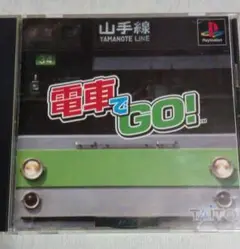 山手線
YAMANOTE LINE
PlayStation
電車でGO!
TAITO